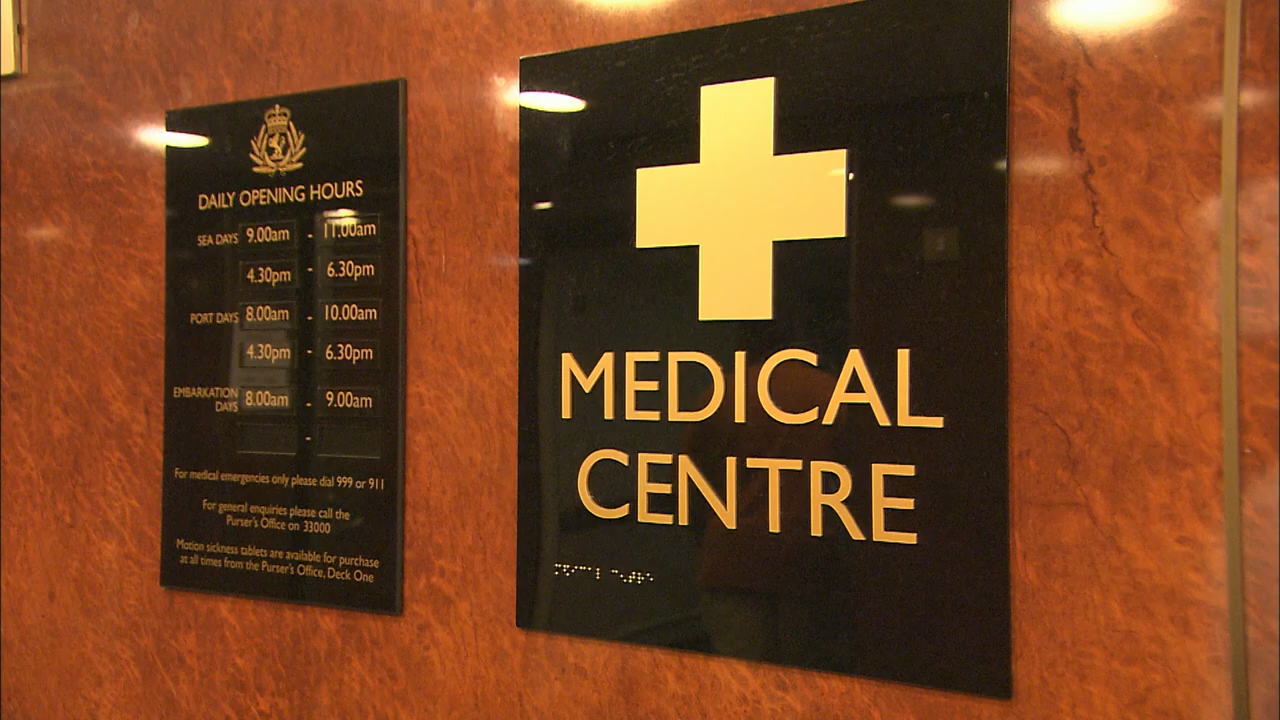 DAILY OPENING HOURS
SEA DAYS 9.00am - 11.00am
4.30pm - 6.30pm
PORT DAYS 8.00am - 10.00am
4.30pm - 6.30pm
EMBARKATION DAYS 8.00am - 9.00am
-
For medical emergencies only please dial 999 or 911
For general enquiries please call the
Purser's Office on 33000
Motion sickness tablets are available for purchase
at all times from the Purser's Office, Deck One
MEDICAL
CENTRE